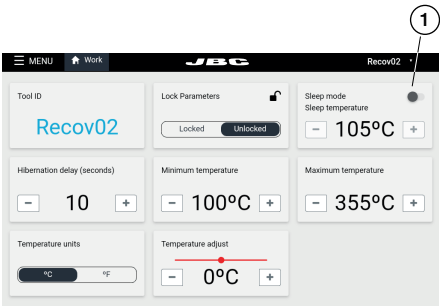 1
MENU Work JBC Recov02
Tool ID
Recov02
Lock Parameters
Locked Unlocked
Sleep mode
Sleep temperature
- 105ºC +
Hibernation delay (seconds)
- 10 +
Minimum temperature
- 100ºC +
Maximum temperature
- 355ºC +
Temperature units
ºC ºF
Temperature adjust
- 0ºC +